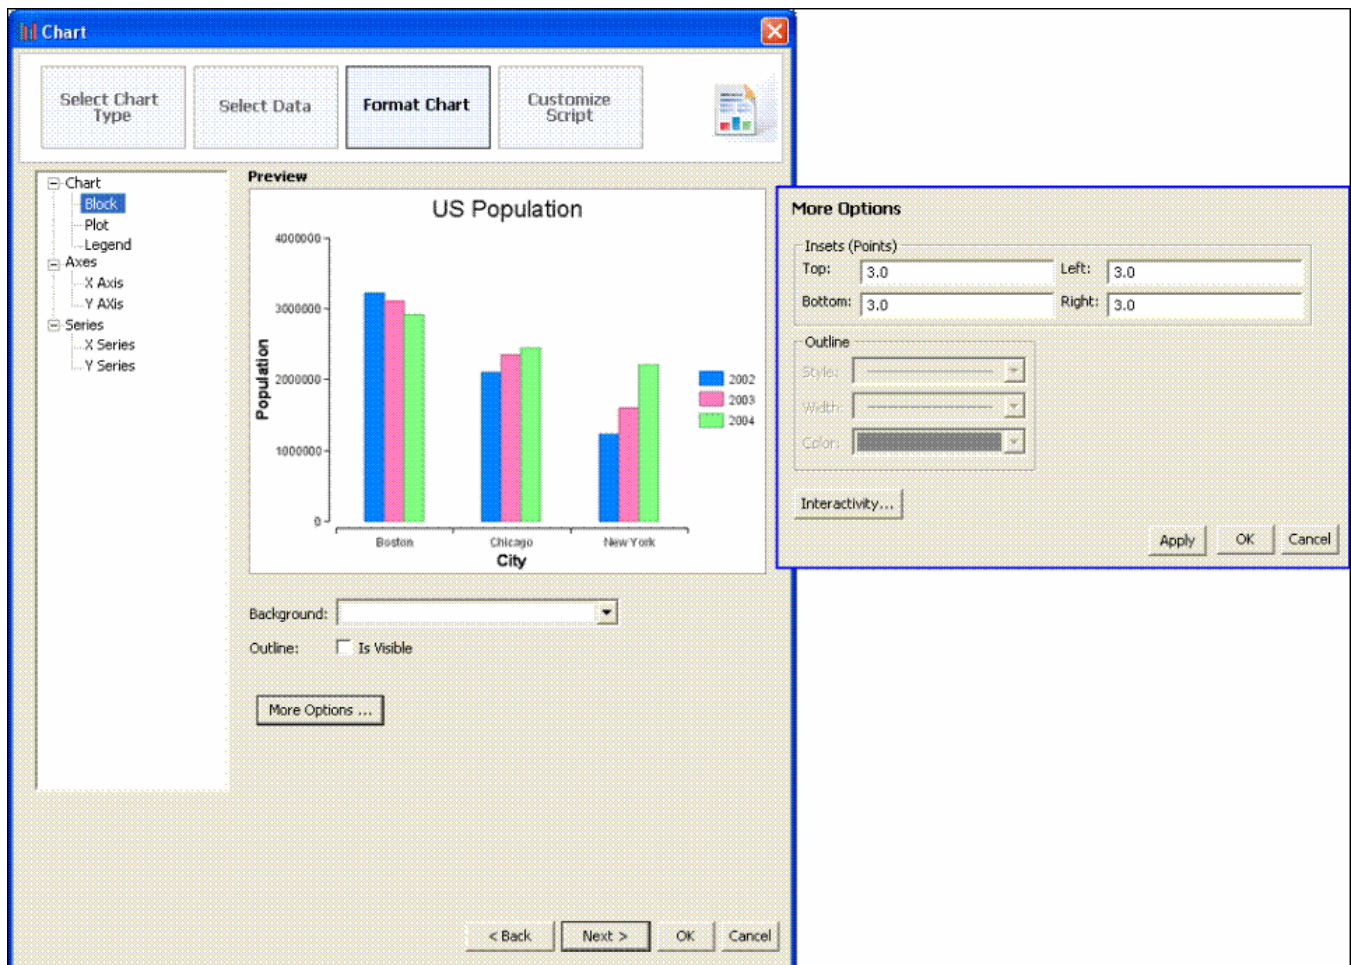 Chart
Select Chart
Type
Select Data
Format Chart
Customize
Script
Chart
Block
Plot
Legend
Axes
X Axis
Y AXis
Series
X Series
Y Series
Preview
US Population
4000000
3000000
2000000
1000000
0
Population
Boston
Chicago
New York
City
2002
2003
2004
Background:
Outline:
Is Visible
More Options ...
< Back
Next >
OK
Cancel
More Options
Insets (Points)
Top: 3.0 Left: 3.0
Bottom: 3.0 Right: 3.0
Outline
Style:
Width:
Color:
Interactivity...
Apply
OK
Cancel